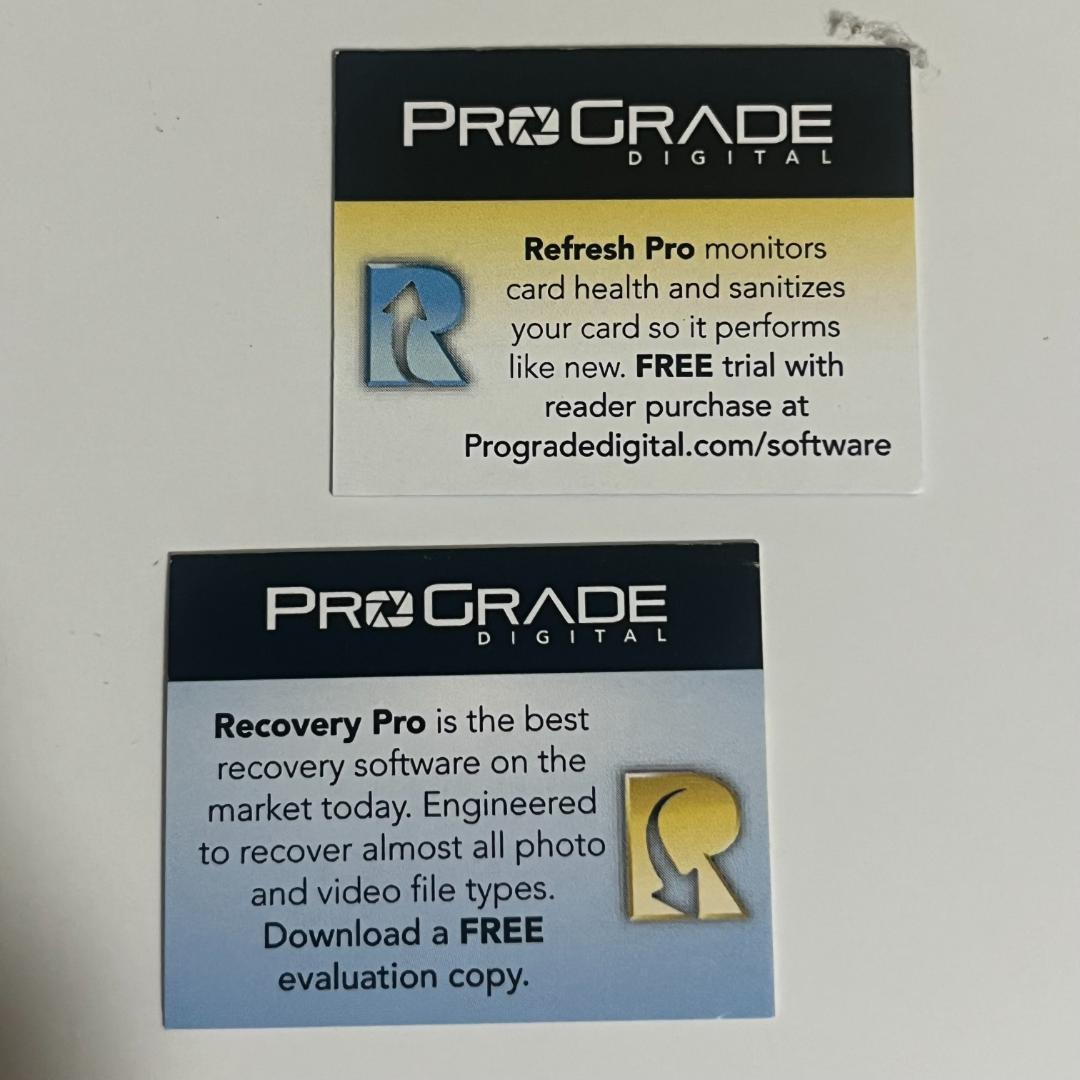 PROGRADE
DIGITAL
Refresh Pro monitors
card health and sanitizes
your card so it performs
like new. FREE trial with
reader purchase at
Progradedigital.com/software
R
PROGRADE
DIGITAL
Recovery Pro is the best
recovery software on the
market today. Engineered
to recover almost all photo
and video file types.
Download a FREE
evaluation copy.
R